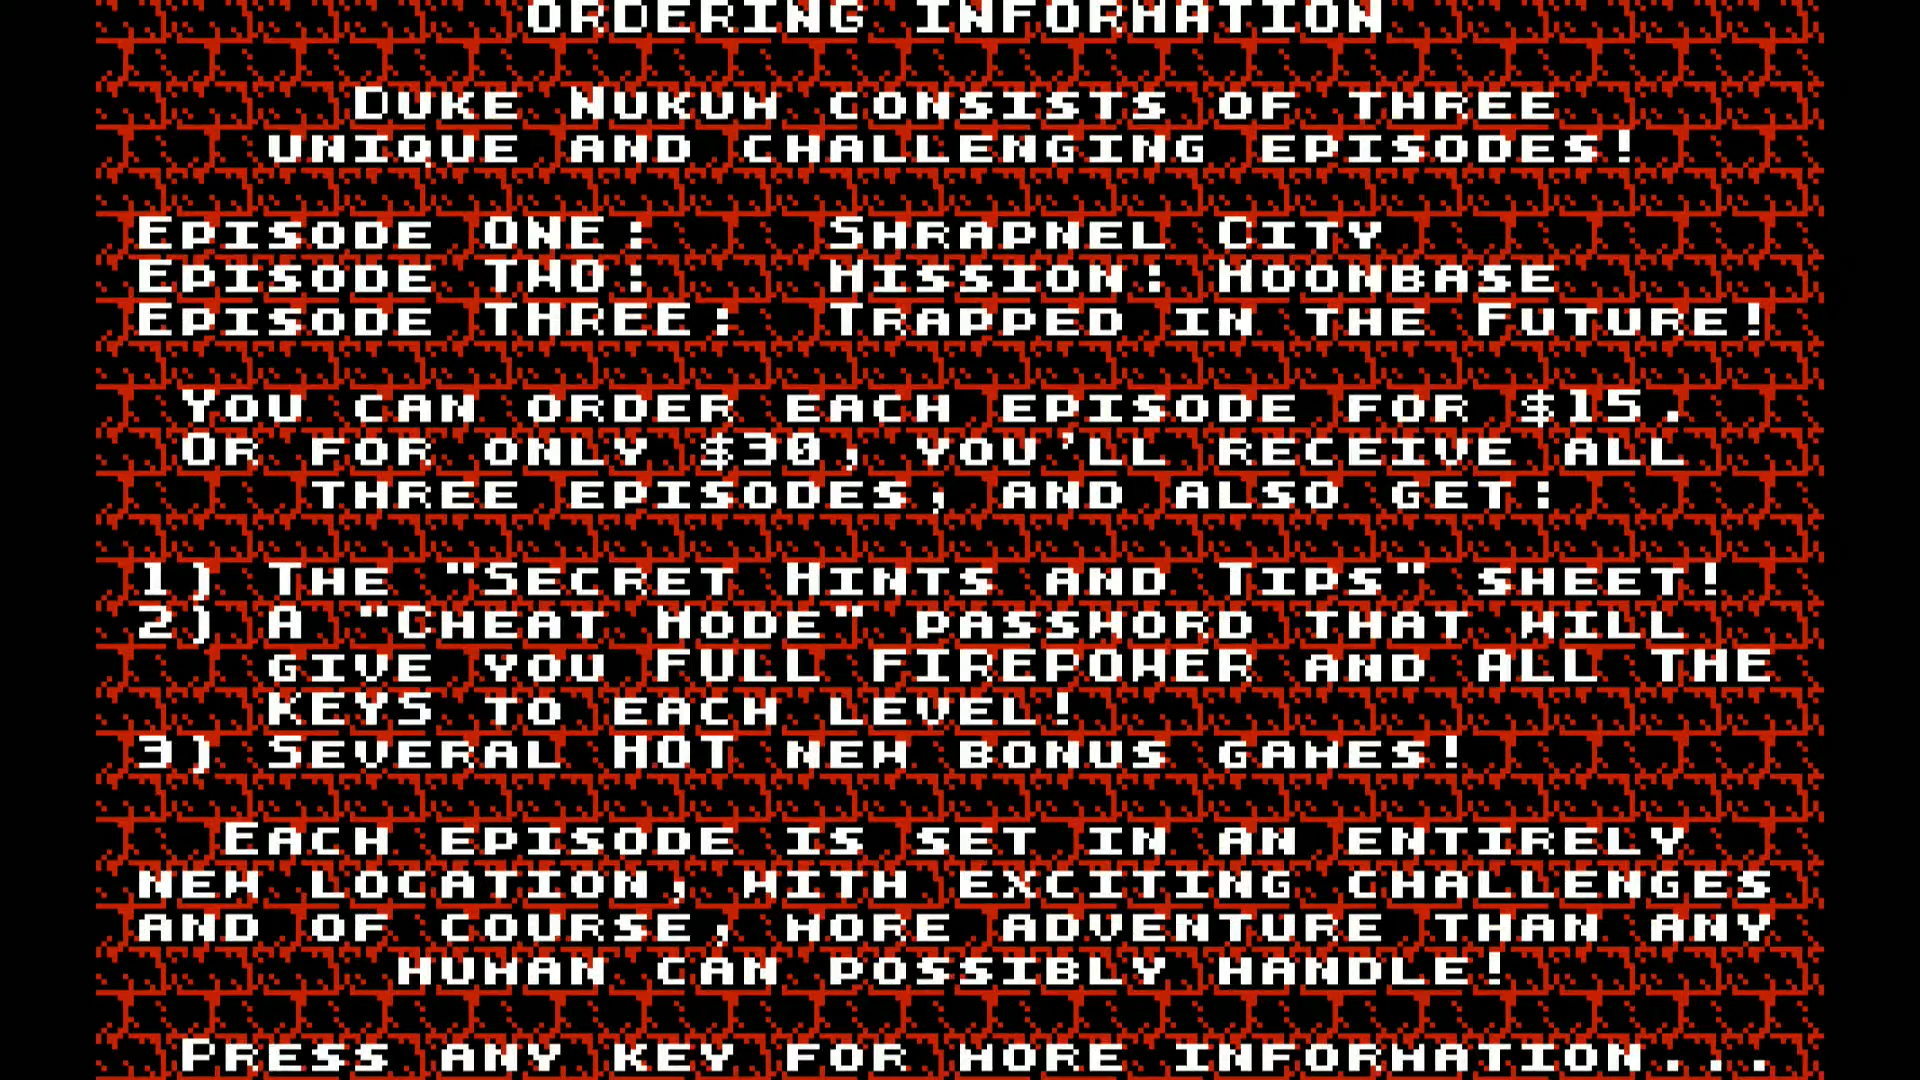 ORDERING INFORMATION
DUKE NUKUM CONSISTS OF THREE
UNIQUE AND CHALLENGING EPISODES!
EPISODE ONE: SHRAPNEL CITY
EPISODE TWO: MISSION: MOONBASE
EPISODE THREE: TRAPPED IN THE FUTURE!
YOU CAN ORDER EACH EPISODE FOR $15.
OR FOR ONLY $30, YOU'LL RECEIVE ALL
THREE EPISODES, AND ALSO GET:
1) THE "SECRET HINTS AND TIPS" SHEET!
2) A "CHEAT MODE" PASSWORD THAT WILL
GIVE YOU FULL FIREPOWER AND ALL THE
KEYS TO EACH LEVEL!
3) SEVERAL HOT NEW BONUS GAMES!
EACH EPISODE IS SET IN AN ENTIRELY
NEW LOCATION, WITH EXCITING CHALLENGES
AND OF COURSE, MORE ADVENTURE THAN ANY
HUMAN CAN POSSIBLY HANDLE!
PRESS ANY KEY FOR MORE INFORMATION...